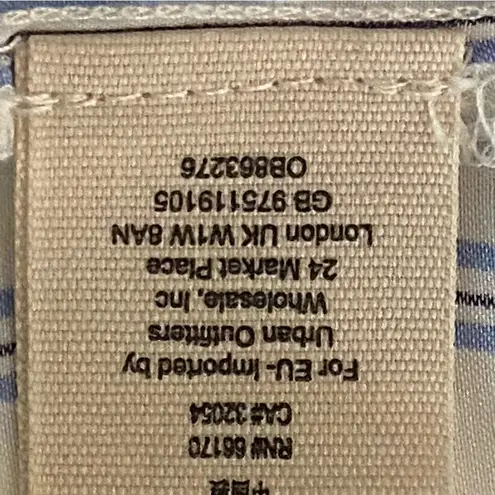 RN# 66170
CA# 32054
For EU-Imported by
Urban Outfitters
Wholesale, Inc
24 Market Place
London UK W1W 8AN
GB 975119105
OB863276